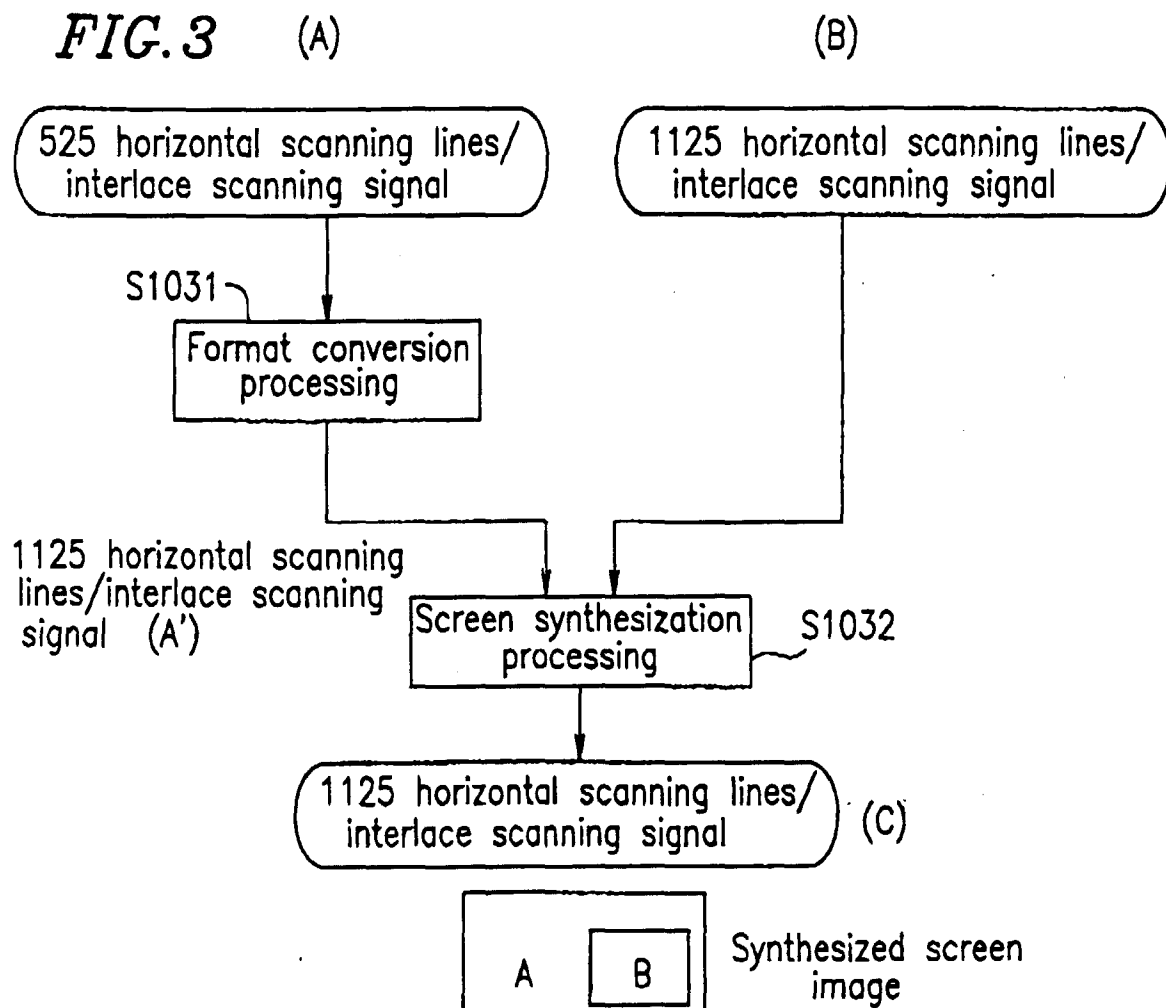 FIG. 3 (A) (B)
525 horizontal scanning lines/
interlace scanning signal
1125 horizontal scanning lines/
interlace scanning signal
S1031
Format conversion
processing
1125 horizontal scanning
lines/interlace scanning
signal (A')
Screen synthesization
processing
S1032
1125 horizontal scanning lines/
interlace scanning signal
(C)
A
B
Synthesized screen
image